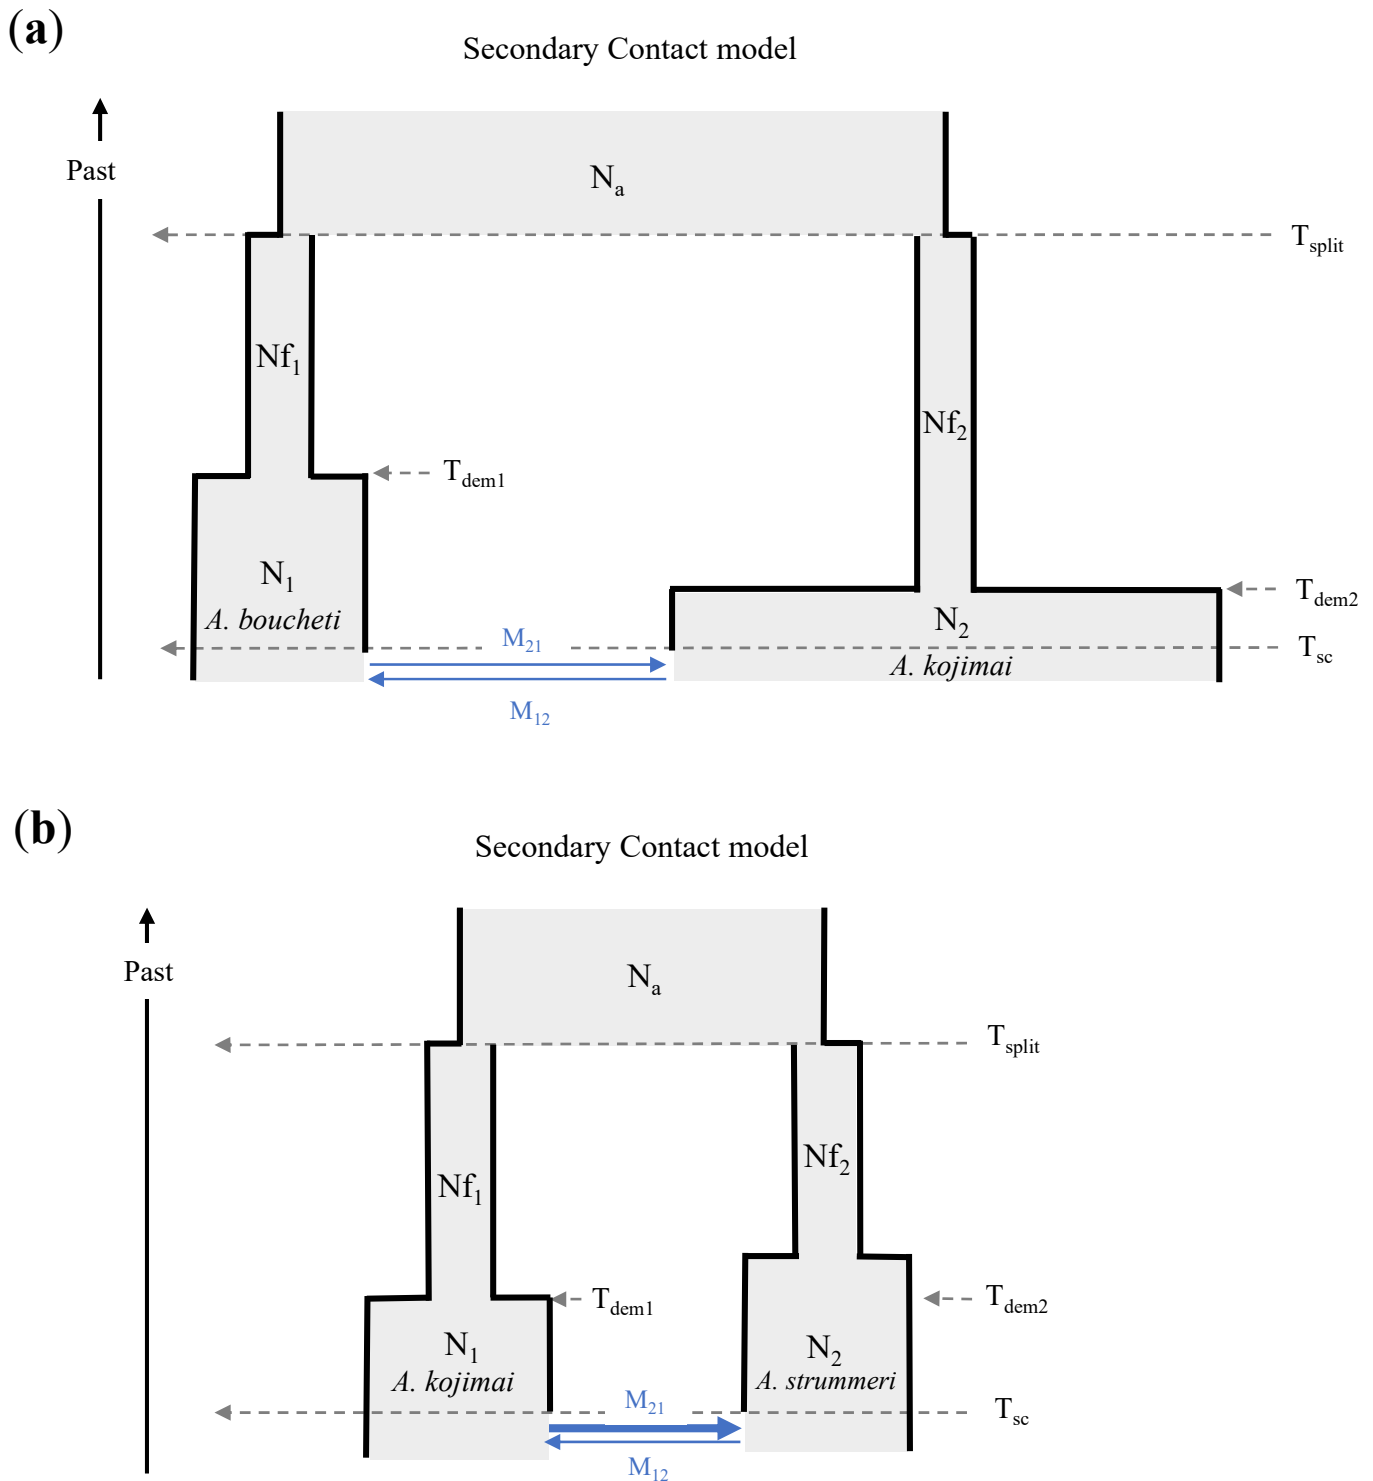 (a)
Secondary Contact model
Past
Na
Tsplit
Nf1
Nf2
Tdem1
N1
A. boucheti
Tdem2
N2
M21
Tsc
A. kojimai
M12
(b)
Secondary Contact model
Past
Na
Tsplit
Nf2
Nf1
Tdem1
Tdem2
N1
N2
A. kojimai
A. strummeri
M21
Tsc
M12